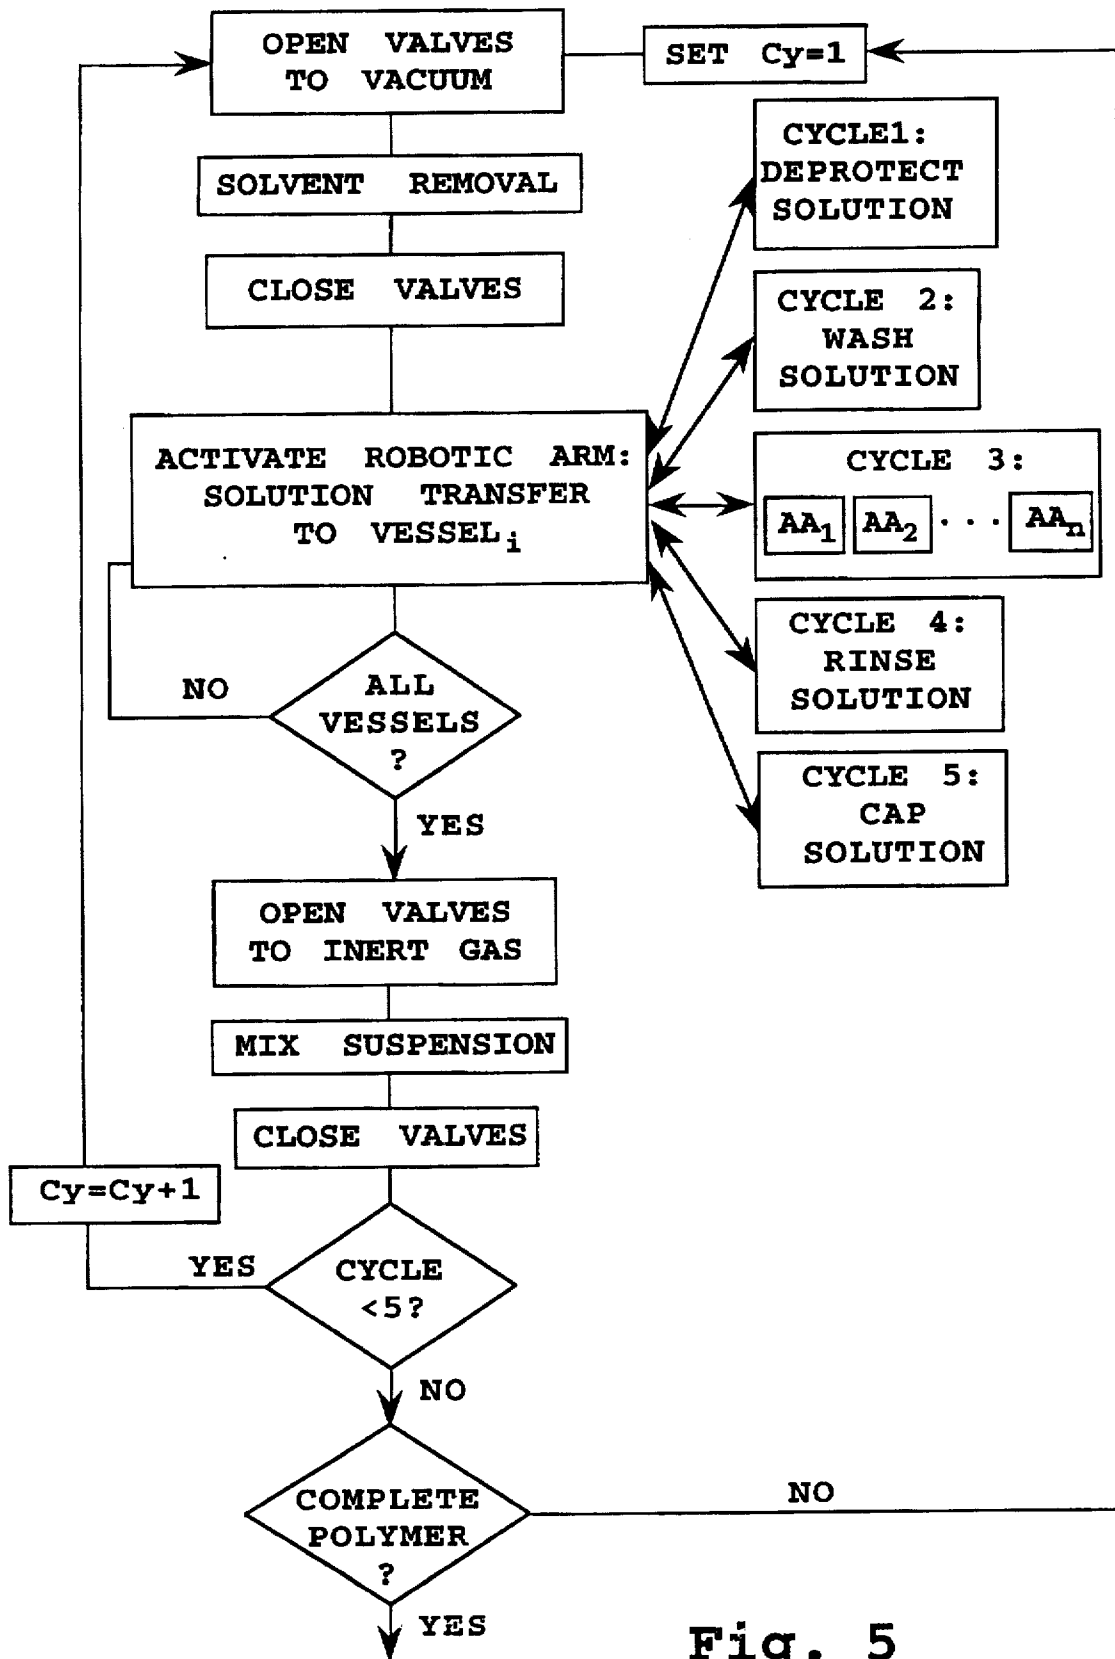 OPEN VALVES
TO VACUUM
SET Cy=1
SOLVENT REMOVAL
CLOSE VALVES
CYCLE1:
DEPROTECT
SOLUTION
CYCLE 2:
WASH
SOLUTION
ACTIVATE ROBOTIC ARM:
SOLUTION TRANSFER
TO VESSELi
CYCLE 3:
AA1 AA2 ... AAn
CYCLE 4:
RINSE
SOLUTION
CYCLE 5:
CAP
SOLUTION
NO
ALL
VESSELS
?
YES
OPEN VALVES
TO INERT GAS
MIX SUSPENSION
CLOSE VALVES
Cy=Cy+1
YES
CYCLE
<5?
NO
COMPLETE
POLYMER
?
NO
YES
Fig. 5